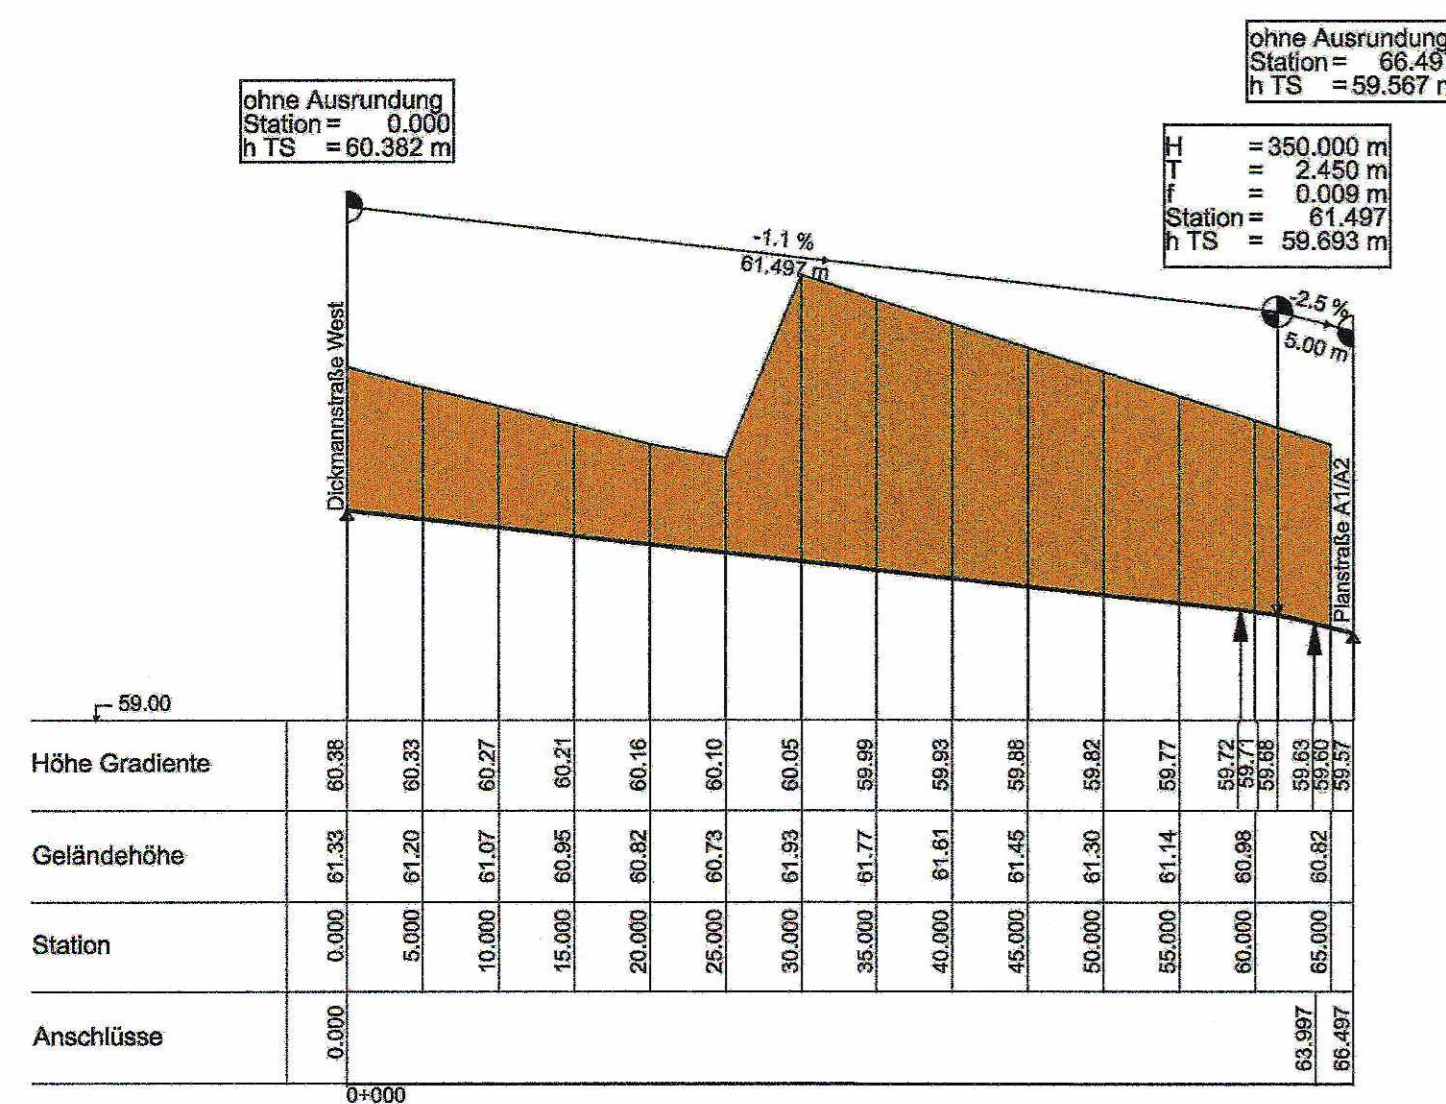 ohne Ausrundung
Station = 66.49
h TS = 59.567
ohne Ausrundung
Station = 0.000
h TS = 60.382 m
H = 350.000 m
T = 2.450 m
f = 0.009 m
Station = 61.497
h TS = 59.693 m
-1.1 %
61.497 m
-2.5 %
5.00 m
Dickmannstraße West
Planstraße A1/A2
59.00
Höhe Gradiente 60.38 60.33 60.27 60.21 60.16 60.10 60.05 59.99 59.93 59.88 59.82 59.77 59.72 59.71 59.68 59.63 59.60 59.57
Geländehöhe 61.33 61.20 61.07 60.95 60.82 60.73 61.93 61.77 61.61 61.45 61.30 61.14 60.98 60.82
Station 0.000 5.000 10.000 15.000 20.000 25.000 30.000 35.000 40.000 45.000 50.000 55.000 60.000 65.000
Anschlüsse 0.000 63.997 66.497
0+000